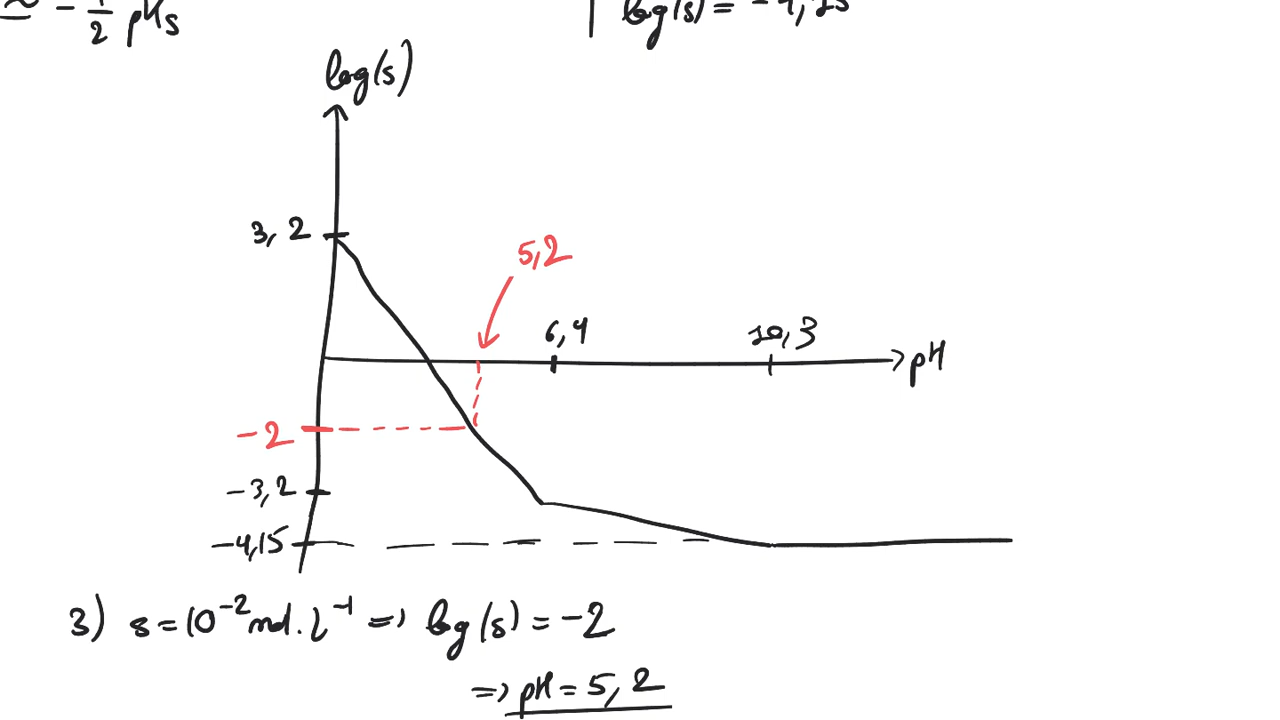 ≈ - 1/2 pKs
log(s) = -4,15
log(s)
3, 2
5,2
6,4
10,3
pH
-2
-3,2
-4,15
3) s = 10⁻² mol.L⁻¹ => log(s) = -2
=> pH = 5, 2